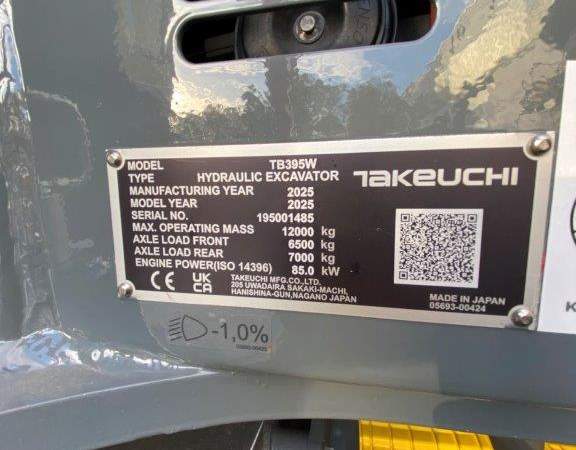 MODEL TB395W
TYPE HYDRAULIC EXCAVATOR
MANUFACTURING YEAR 2025
MODEL YEAR 2025
SERIAL NO. 195001485
MAX. OPERATING MASS 12000 kg
AXLE LOAD FRONT 6500 kg
AXLE LOAD REAR 7000 kg
ENGINE POWER(ISO 14396) 85.0 kW
TAKEUCHI
CE UK CA
TAKEUCHI MFG.CO.,LTD.
205 UWADAIRA SAKAKI-MACHI,
HANISHINA-GUN,NAGANO JAPAN
MADE IN JAPAN
05693-00424
-1,0%
K